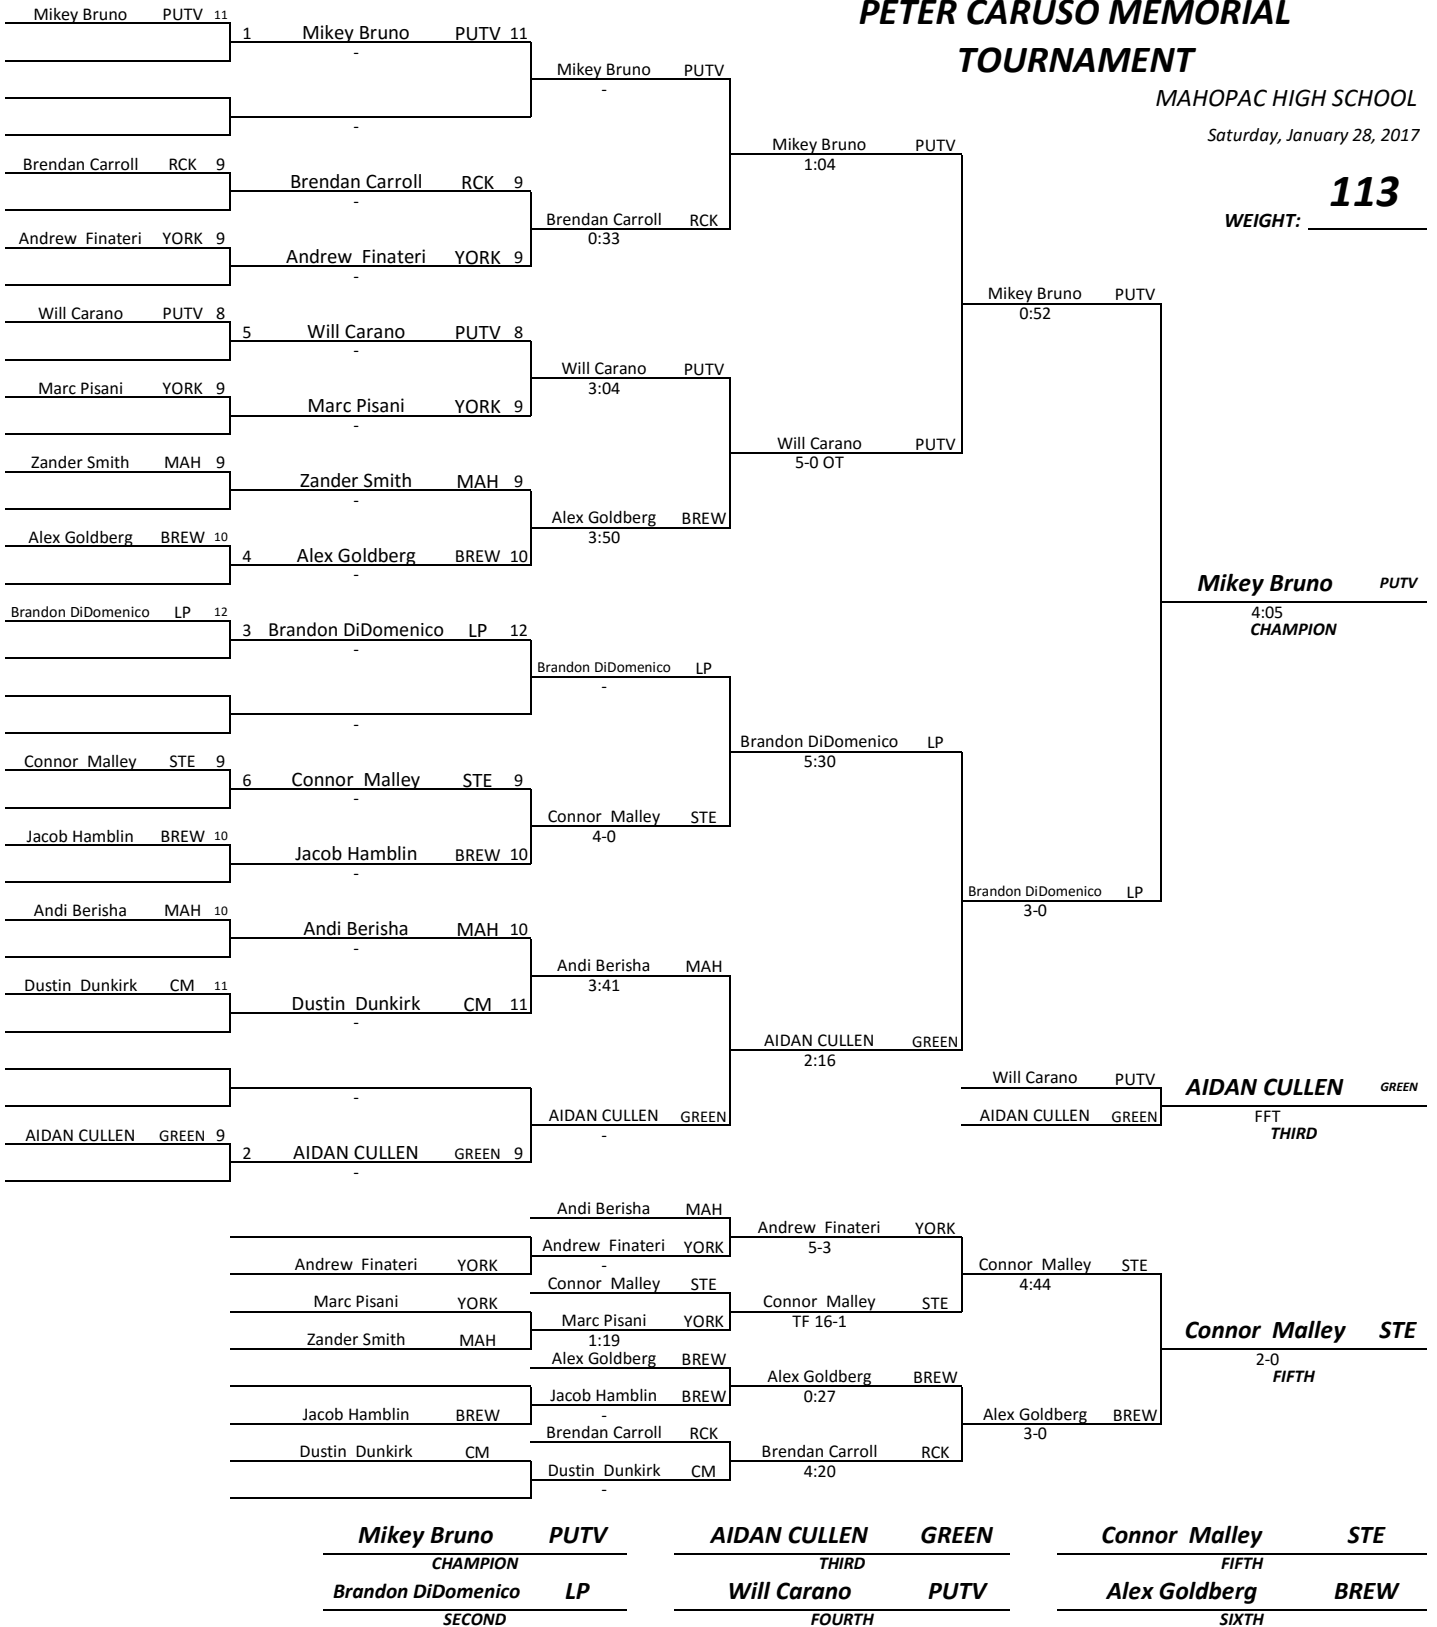 PETER CARUSO MEMORIAL
TOURNAMENT
MAHOPAC HIGH SCHOOL
Saturday, January 28, 2017
WEIGHT: 113
Mikey Bruno PUTV 11
1 Mikey Bruno PUTV 11
-
Mikey Bruno PUTV
-
-
Mikey Bruno PUTV
1:04
Brendan Carroll RCK 9
Brendan Carroll RCK 9
-
Brendan Carroll RCK
0:33
Andrew Finateri YORK 9
Andrew Finateri YORK 9
-
Mikey Bruno PUTV
0:52
Will Carano PUTV 8
5 Will Carano PUTV 8
-
Will Carano PUTV
3:04
Marc Pisani YORK 9
Marc Pisani YORK 9
-
Will Carano PUTV
5-0 OT
Zander Smith MAH 9
Zander Smith MAH 9
-
Alex Goldberg BREW
3:50
Alex Goldberg BREW 10
4 Alex Goldberg BREW 10
-
Mikey Bruno PUTV
4:05
CHAMPION
Brandon DiDomenico LP 12
3 Brandon DiDomenico LP 12
-
Brandon DiDomenico LP
-
-
Brandon DiDomenico LP
5:30
Connor Malley STE 9
6 Connor Malley STE 9
-
Connor Malley STE
4-0
Jacob Hamblin BREW 10
Jacob Hamblin BREW 10
-
Brandon DiDomenico LP
3-0
Andi Berisha MAH 10
Andi Berisha MAH 10
-
Andi Berisha MAH
3:41
Dustin Dunkirk CM 11
Dustin Dunkirk CM 11
-
AIDAN CULLEN GREEN
2:16
-
AIDAN CULLEN GREEN
-
AIDAN CULLEN GREEN 9
2 AIDAN CULLEN GREEN 9
-
Will Carano PUTV
AIDAN CULLEN GREEN
AIDAN CULLEN GREEN
FFT
THIRD
Andi Berisha MAH
Andrew Finateri YORK
5-3
Andrew Finateri YORK
-
Andrew Finateri YORK
Connor Malley STE
4:44
Connor Malley STE
Marc Pisani YORK
Connor Malley STE
TF 16-1
Marc Pisani YORK
1:19
Zander Smith MAH
Connor Malley STE
2-0
FIFTH
Alex Goldberg BREW
Alex Goldberg BREW
0:27
Jacob Hamblin BREW
-
Jacob Hamblin BREW
Alex Goldberg BREW
3-0
Brendan Carroll RCK
Dustin Dunkirk CM
Brendan Carroll RCK
4:20
Dustin Dunkirk CM
-
Mikey Bruno PUTV AIDAN CULLEN GREEN Connor Malley STE
CHAMPION THIRD FIFTH
Brandon DiDomenico LP Will Carano PUTV Alex Goldberg BREW
SECOND FOURTH SIXTH